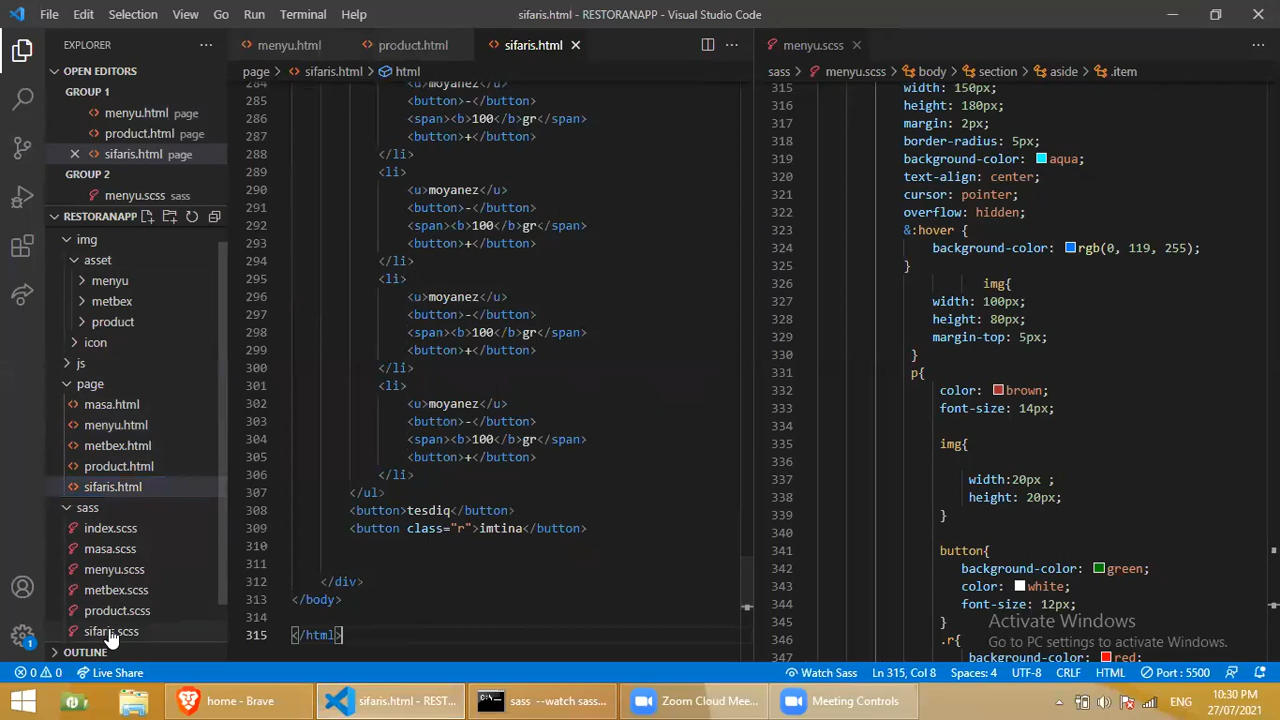 File Edit Selection View Go Run Terminal Help
sifaris.html - RESTORANAPP - Visual Studio Code
EXPLORER
OPEN EDITORS
GROUP 1
menyu.html page
product.html page
sifaris.html page
GROUP 2
menyu.scss sass
RESTORANAPP
img
asset
menyu
metbex
product
icon
js
page
masa.html
menyu.html
metbex.html
product.html
sifaris.html
sass
index.scss
masa.scss
menyu.scss
metbex.scss
product.scss
sifaris.scss
OUTLINE
menyu.html product.html sifaris.html
page > sifaris.html > html
284 <u>moyanez</u>
285 <button>-</button>
286 <span><b>100</b>gr</span>
287 <button>+</button>
288 </li>
289 <li>
290 <u>moyanez</u>
291 <button>-</button>
292 <span><b>100</b>gr</span>
293 <button>+</button>
294 </li>
295 <li>
296 <u>moyanez</u>
297 <button>-</button>
298 <span><b>100</b>gr</span>
299 <button>+</button>
300 </li>
301 <li>
302 <u>moyanez</u>
303 <button>-</button>
304 <span><b>100</b>gr</span>
305 <button>+</button>
306 </li>
307 </ul>
308 <button>tesdiq</button>
309 <button class="r">imtina</button>
310
311
312 </div>
313 </body>
314
315 </html>
menyu.scss
sass > menyu.scss > body > section > aside > .item
315 width: 150px;
316 height: 180px;
317 margin: 2px;
318 border-radius: 5px;
319 background-color: aqua;
320 text-align: center;
321 cursor: pointer;
322 overflow: hidden;
323 &:hover {
324 background-color: rgb(0, 119, 255);
325 }
326 img{
327 width: 100px;
328 height: 80px;
329 margin-top: 5px;
330 }
331 p{
332 color: brown;
333 font-size: 14px;
334
335 img{
336
337 width:20px ;
338 height: 20px;
339 }
340
341 button{
342 background-color: green;
343 color: white;
344 font-size: 12px;
345 }
346 .r{
347 background-color: red;
Activate Windows
Go to PC settings to activate Windows.
1
0 0 Live Share
Watch Sass Ln 315, Col 8 Spaces: 4 UTF-8 CRLF HTML Port : 5500
home - Brave
sifaris.html - REST...
sass --watch sass...
Zoom Cloud Mee...
Meeting Controls
ENG
10:30 PM
27/07/2021